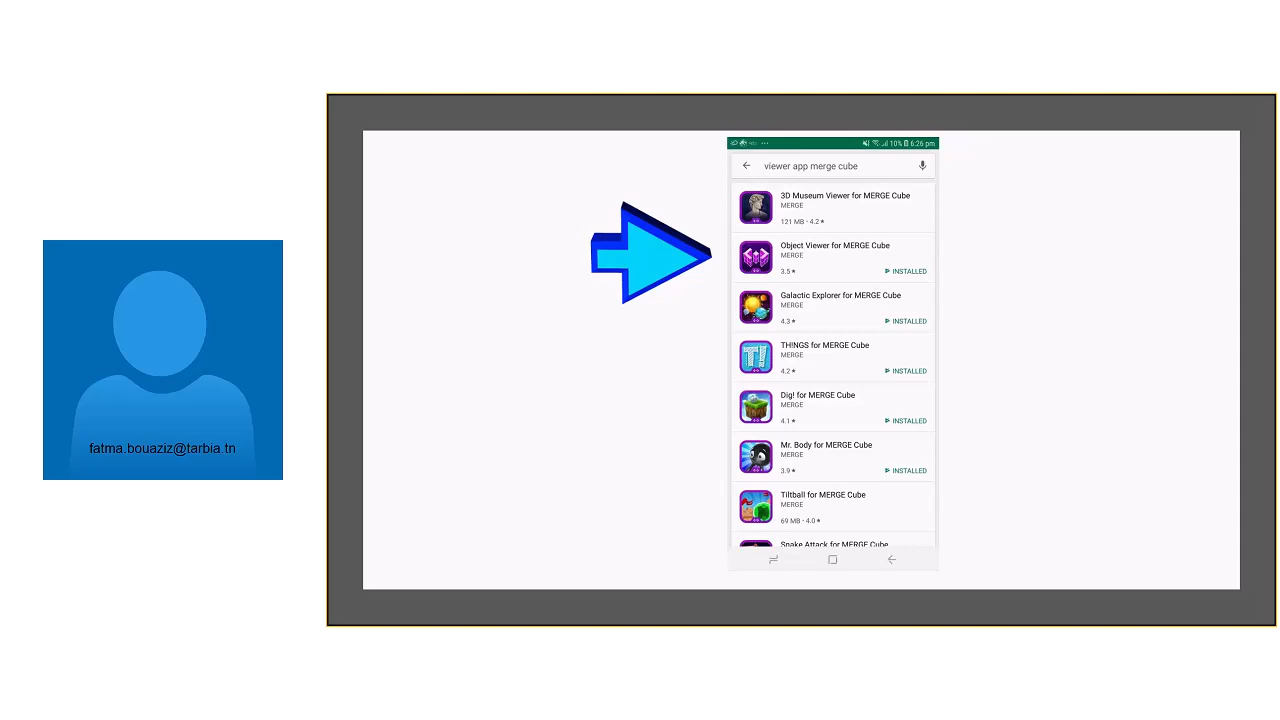 fatma.bouaziz@tarbia.tn
10% 6:26 pm
viewer app merge cube
3D Museum Viewer for MERGE Cube
MERGE
121 MB · 4.2 ★
Object Viewer for MERGE Cube
MERGE
3.5 ★ INSTALLED
Galactic Explorer for MERGE Cube
MERGE
4.3 ★ INSTALLED
TH!NGS for MERGE Cube
MERGE
4.2 ★ INSTALLED
Dig! for MERGE Cube
MERGE
4.1 ★ INSTALLED
Mr. Body for MERGE Cube
MERGE
3.9 ★ INSTALLED
Tiltball for MERGE Cube
MERGE
69 MB · 4.0 ★
Snake Attack for MERGE Cube